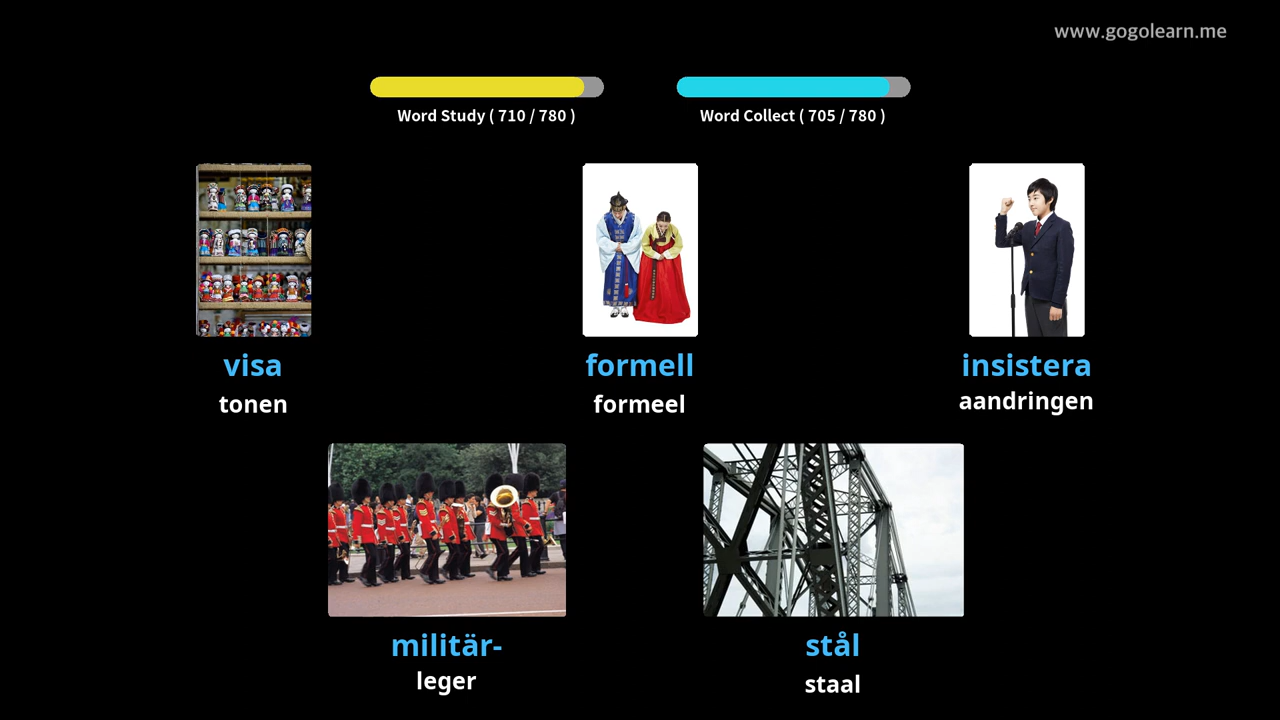 www.gogolearn.me
Word Study ( 710 / 780 )
Word Collect ( 705 / 780 )
visa
tonen
formell
formeel
insistera
aandringen
militär-
leger
stål
staal